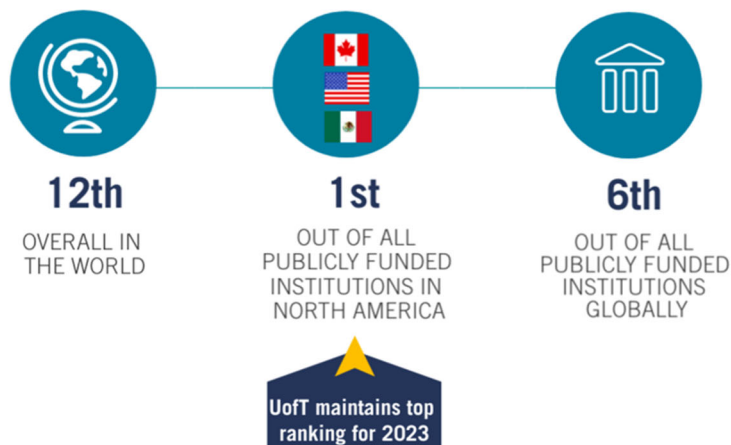 12th
OVERALL IN
THE WORLD
1st
OUT OF ALL
PUBLICLY FUNDED
INSTITUTIONS IN
NORTH AMERICA
UofT maintains top
ranking for 2023
6th
OUT OF ALL
PUBLICLY FUNDED
INSTITUTIONS
GLOBALLY